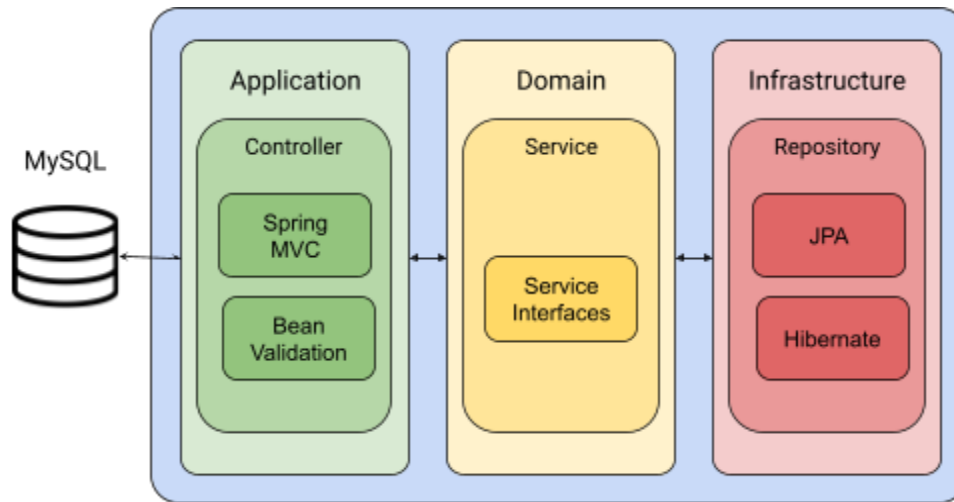 MySQL
Application
Controller
Spring
MVC
Bean
Validation
Domain
Service
Service
Interfaces
Infrastructure
Repository
JPA
Hibernate